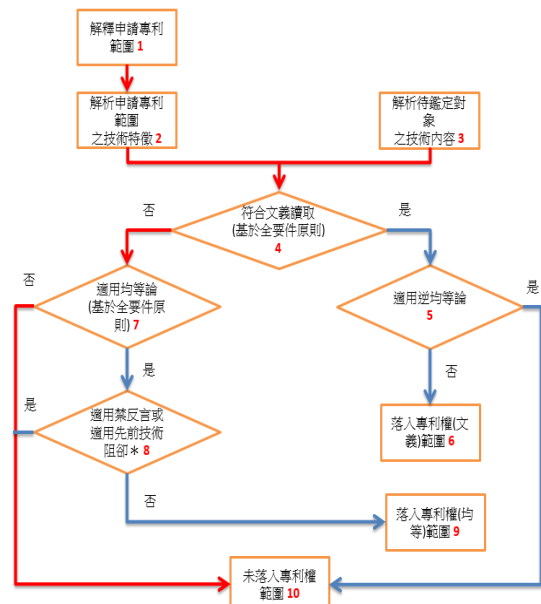 解釋申請專利
範圍 1
解析申請專利
範圍
之技術特徵 2
解析待鑑定對
象
之技術內容 3
否
符合文義讀取
(基於全要件原則)
4
是
否
適用均等論
(基於全要件原
則) 7
適用逆均等論
5
是
是
否
是
適用禁反言或
適用先前技術
阻卻＊ 8
落入專利權(文
義)範圍 6
否
落入專利權(均
等)範圍 9
未落入專利權
範圍 10